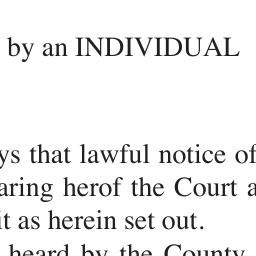 by an INDIVIDUAL
ys that lawful notice of
aring herof the Court a
it as herein set out.
heard by the County